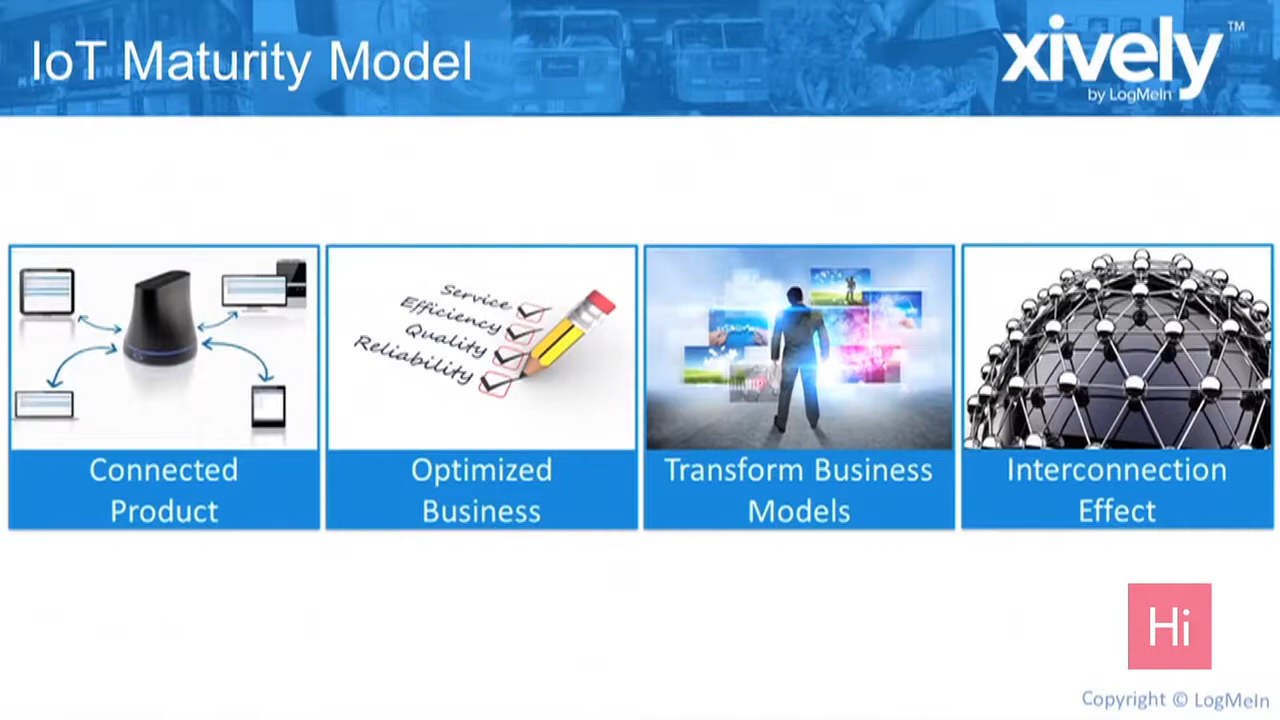 IoT Maturity Model
xively™
by LogMeIn
Service
Efficiency
Quality
Reliability
Connected
Product
Optimized
Business
Transform Business
Models
Interconnection
Effect
Hi
Copyright © LogMeIn